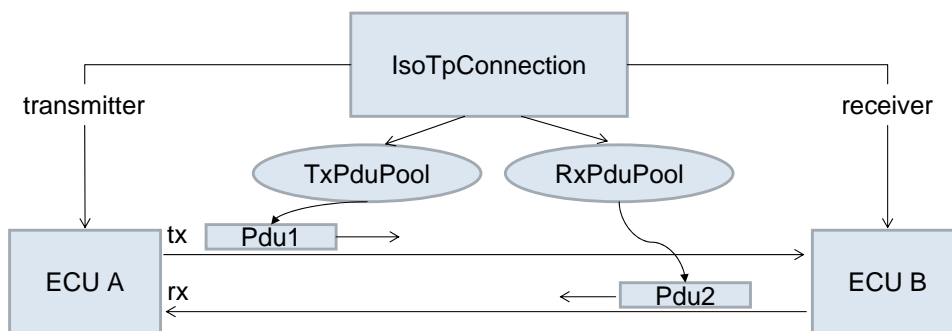 IsoTpConnection
transmitter
receiver
TxPduPool
RxPduPool
tx
Pdu1
ECU A
ECU B
rx
Pdu2